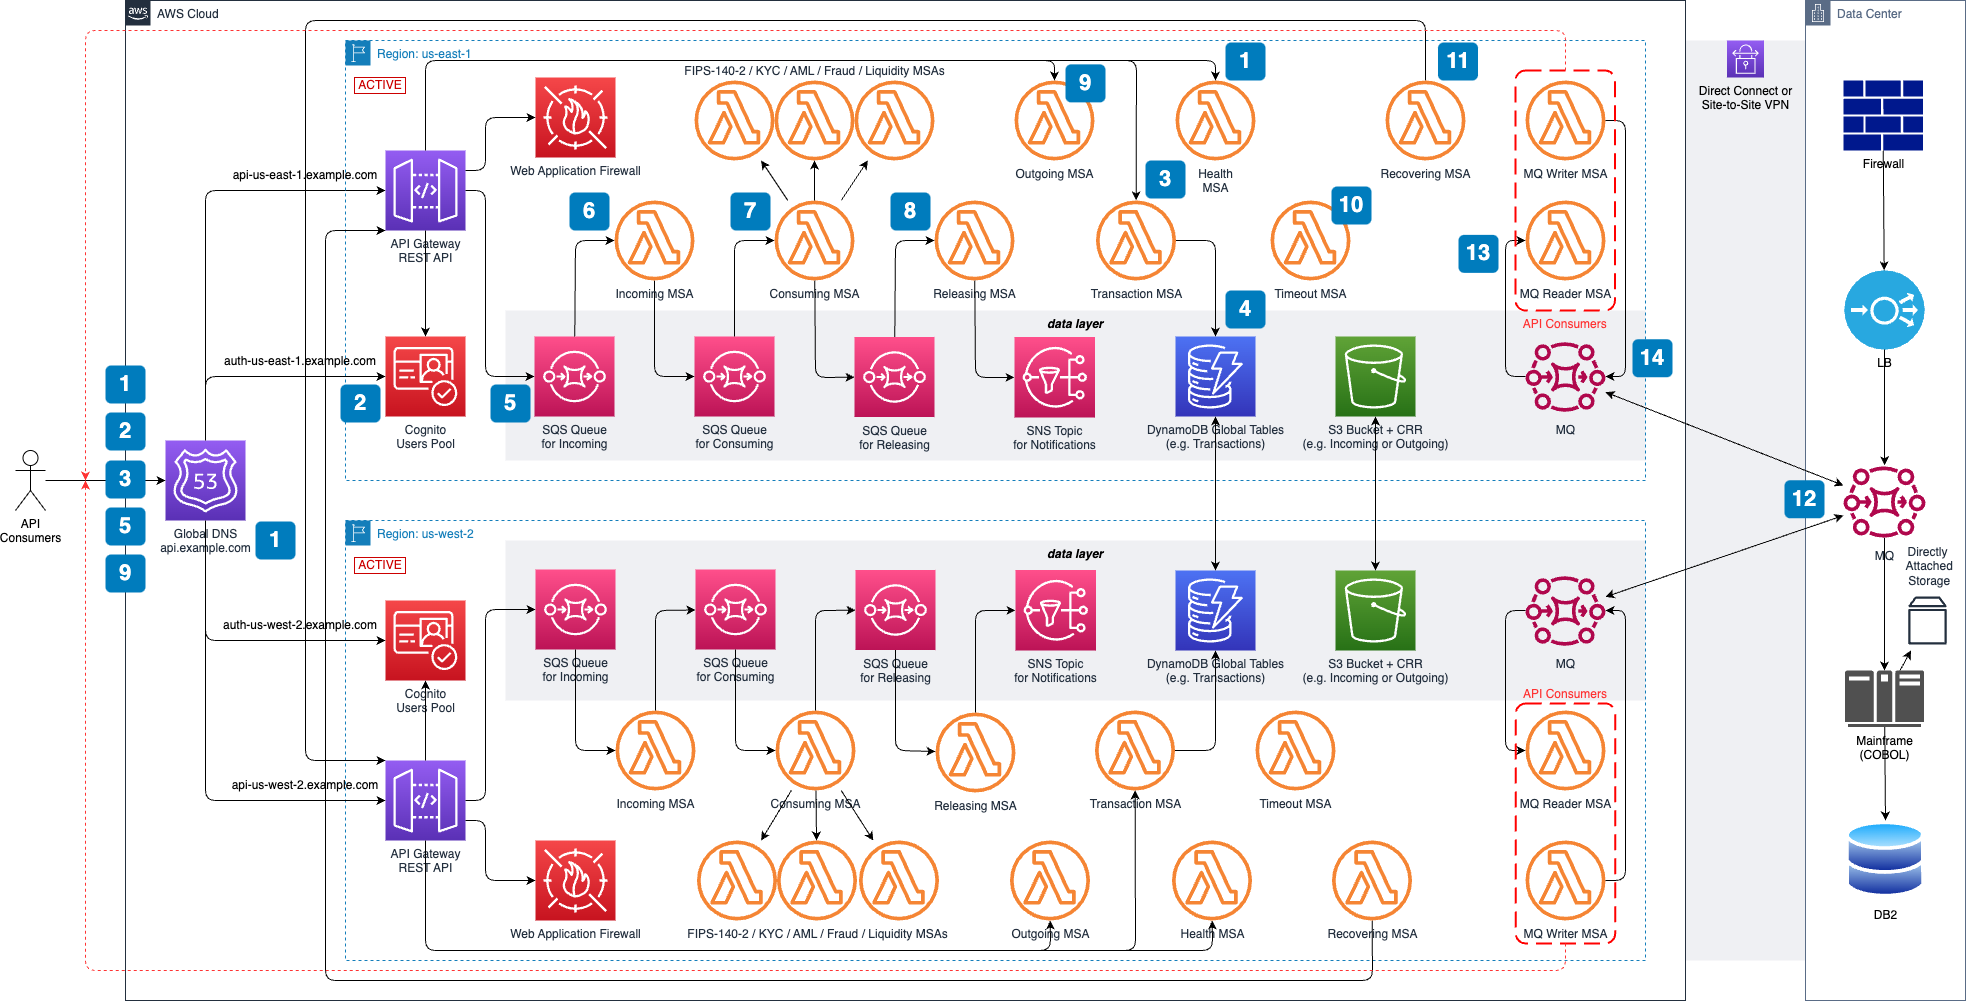 aws
AWS Cloud
Data Center
Region: us-east-1
ACTIVE
FIPS-140-2 / KYC / AML / Fraud / Liquidity MSAs
9
1
11
Direct Connect or
Site-to-Site VPN
Web Application Firewall
Outgoing MSA
Health
MSA
Recovering MSA
MQ Writer MSA
Firewall
api-us-east-1.example.com
API Gateway
REST API
6
7
8
3
10
13
Incoming MSA
Consuming MSA
Releasing MSA
Transaction MSA
Timeout MSA
MQ Reader MSA
data layer
4
API Consumers
14
LB
auth-us-east-1.example.com
2
5
Cognito
Users Pool
SQS Queue
for Incoming
SQS Queue
for Consuming
SQS Queue
for Releasing
SNS Topic
for Notifications
DynamoDB Global Tables
(e.g. Transactions)
S3 Bucket + CRR
(e.g. Incoming or Outgoing)
MQ
1
2
3
5
9
53
API
Consumers
Global DNS
api.example.com
1
12
MQ
Directly
Attached
Storage
Region: us-west-2
ACTIVE
data layer
auth-us-west-2.example.com
Cognito
Users Pool
SQS Queue
for Incoming
SQS Queue
for Consuming
SQS Queue
for Releasing
SNS Topic
for Notifications
DynamoDB Global Tables
(e.g. Transactions)
S3 Bucket + CRR
(e.g. Incoming or Outgoing)
MQ
API Consumers
Mainframe
(COBOL)
api-us-west-2.example.com
API Gateway
REST API
Incoming MSA
Consuming MSA
Releasing MSA
Transaction MSA
Timeout MSA
MQ Reader MSA
Web Application Firewall
FIPS-140-2 / KYC / AML / Fraud / Liquidity MSAs
Outgoing MSA
Health MSA
Recovering MSA
MQ Writer MSA
DB2